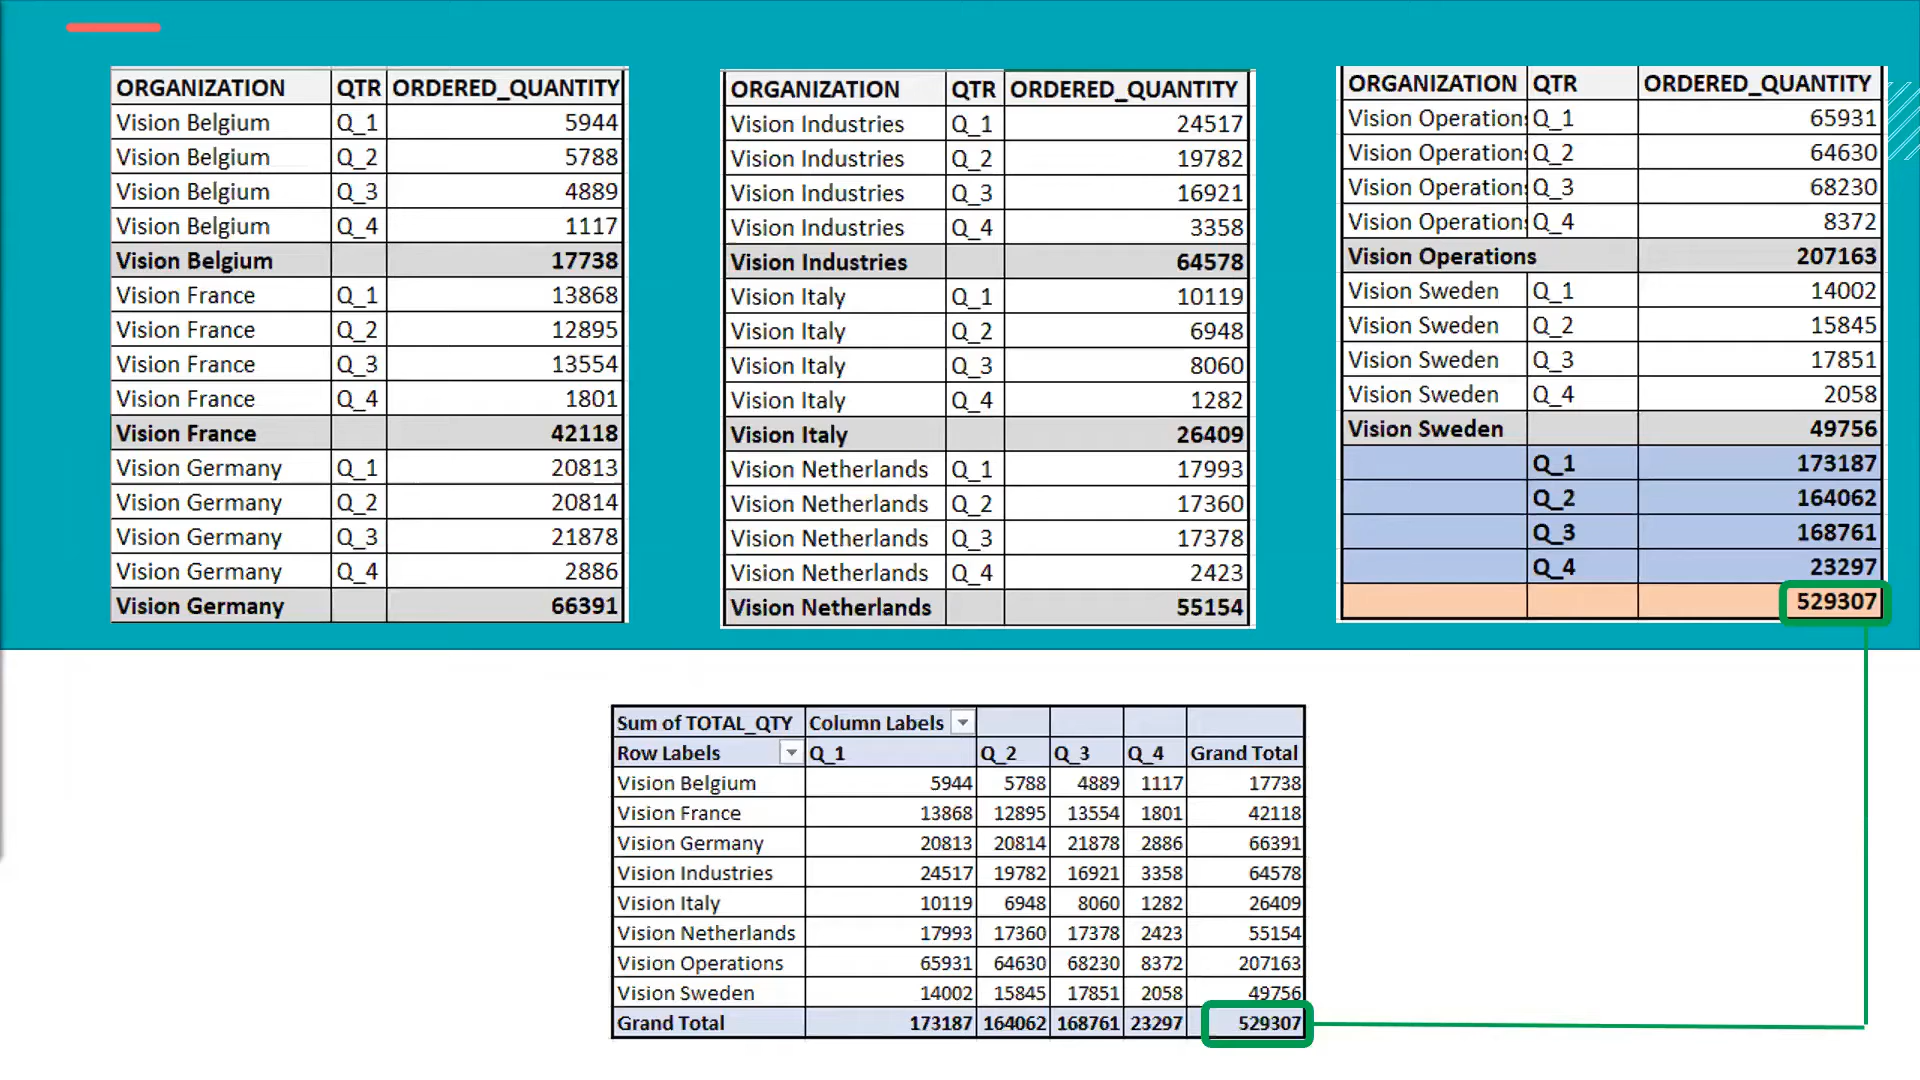 ORGANIZATION QTR ORDERED_QUANTITY
Vision Belgium Q_1 5944
Vision Belgium Q_2 5788
Vision Belgium Q_3 4889
Vision Belgium Q_4 1117
Vision Belgium 17738
Vision France Q_1 13868
Vision France Q_2 12895
Vision France Q_3 13554
Vision France Q_4 1801
Vision France 42118
Vision Germany Q_1 20813
Vision Germany Q_2 20814
Vision Germany Q_3 21878
Vision Germany Q_4 2886
Vision Germany 66391
ORGANIZATION QTR ORDERED_QUANTITY
Vision Industries Q_1 24517
Vision Industries Q_2 19782
Vision Industries Q_3 16921
Vision Industries Q_4 3358
Vision Industries 64578
Vision Italy Q_1 10119
Vision Italy Q_2 6948
Vision Italy Q_3 8060
Vision Italy Q_4 1282
Vision Italy 26409
Vision Netherlands Q_1 17993
Vision Netherlands Q_2 17360
Vision Netherlands Q_3 17378
Vision Netherlands Q_4 2423
Vision Netherlands 55154
ORGANIZATION QTR ORDERED_QUANTITY
Vision Operations Q_1 65931
Vision Operations Q_2 64630
Vision Operations Q_3 68230
Vision Operations Q_4 8372
Vision Operations 207163
Vision Sweden Q_1 14002
Vision Sweden Q_2 15845
Vision Sweden Q_3 17851
Vision Sweden Q_4 2058
Vision Sweden 49756
Q_1 173187
Q_2 164062
Q_3 168761
Q_4 23297
529307
Sum of TOTAL_QTY Column Labels
Row Labels Q_1 Q_2 Q_3 Q_4 Grand Total
Vision Belgium 5944 5788 4889 1117 17738
Vision France 13868 12895 13554 1801 42118
Vision Germany 20813 20814 21878 2886 66391
Vision Industries 24517 19782 16921 3358 64578
Vision Italy 10119 6948 8060 1282 26409
Vision Netherlands 17993 17360 17378 2423 55154
Vision Operations 65931 64630 68230 8372 207163
Vision Sweden 14002 15845 17851 2058 49756
Grand Total 173187 164062 168761 23297 529307